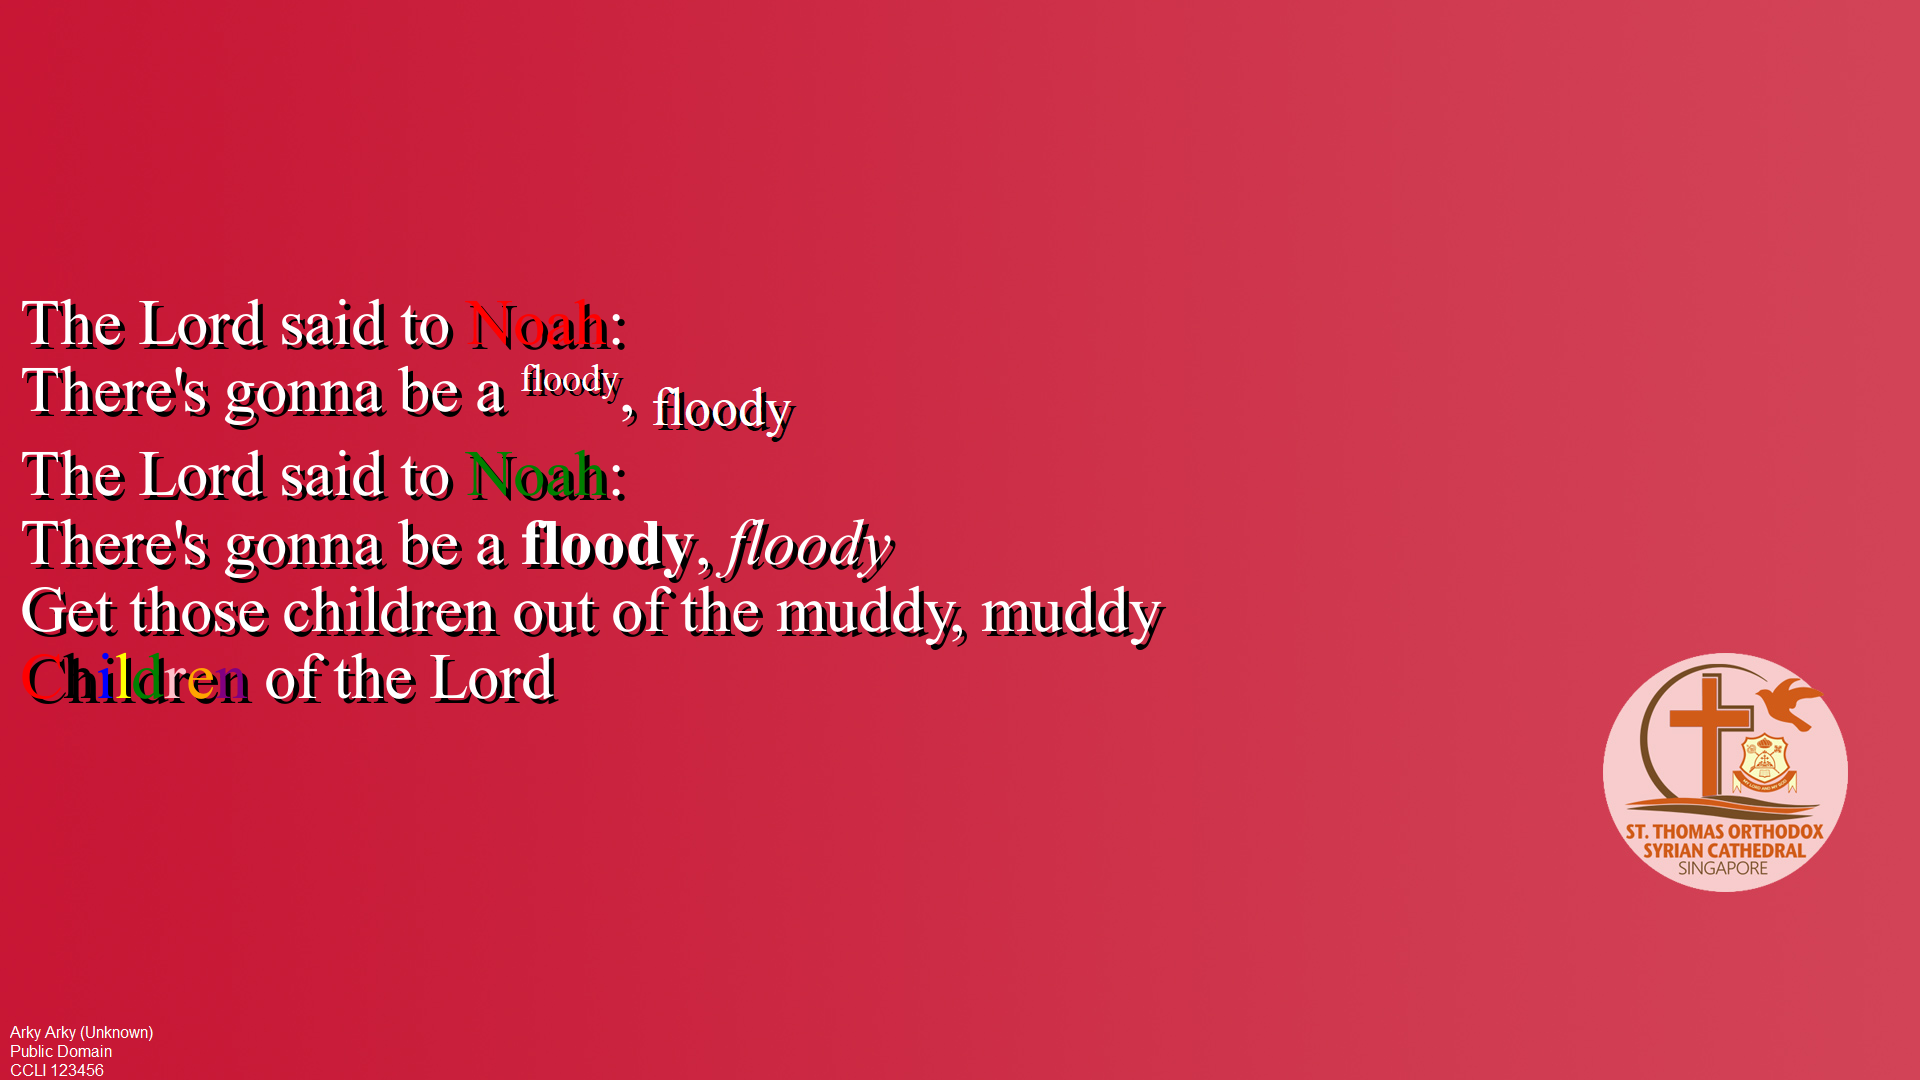 The Lord said to Noah:
There's gonna be a floody, floody
The Lord said to Noah:
There's gonna be a floody, floody
Get those children out of the muddy, muddy
Children of the Lord
ST. THOMAS ORTHODOX
SYRIAN CATHEDRAL
SINGAPORE
Arky Arky (Unknown)
Public Domain
CCLI 123456